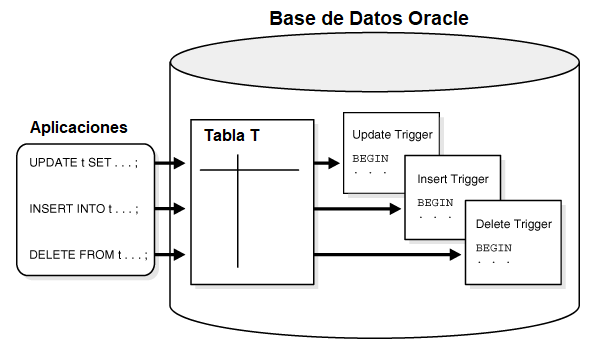 Base de Datos Oracle
Aplicaciones
UPDATE t SET . . . ;
INSERT INTO t . . . ;
DELETE FROM t . . . ;
Tabla T
Update Trigger
BEGIN
. . .
Insert Trigger
BEGIN
. . .
Delete Trigger
BEGIN
. . .